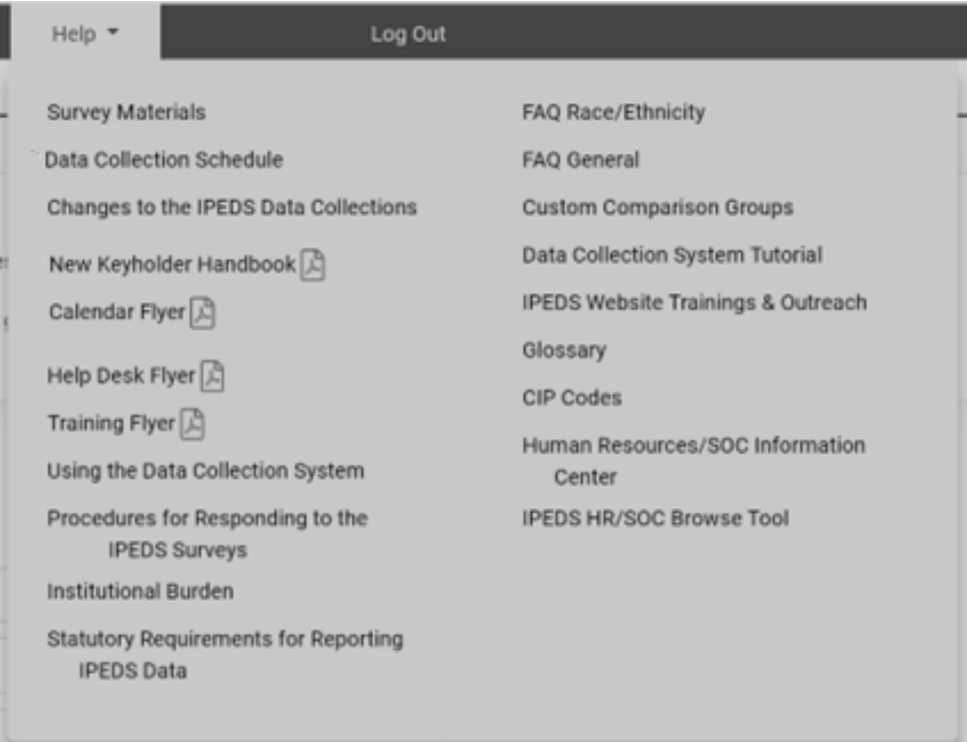 Help
Log Out
Survey Materials
Data Collection Schedule
Changes to the IPEDS Data Collections
New Keyholder Handbook
Calendar Flyer
Help Desk Flyer
Training Flyer
Using the Data Collection System
Procedures for Responding to the
IPEDS Surveys
Institutional Burden
Statutory Requirements for Reporting
IPEDS Data
FAQ Race/Ethnicity
FAQ General
Custom Comparison Groups
Data Collection System Tutorial
IPEDS Website Trainings & Outreach
Glossary
CIP Codes
Human Resources/SOC Information
Center
IPEDS HR/SOC Browse Tool